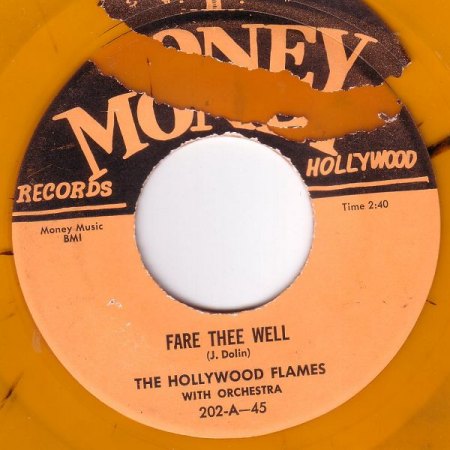 MONEY
MONEY
RECORDS
HOLLYWOOD
Money Music
BMI
Time 2:40
FARE THEE WELL
(J. Dolin)
THE HOLLYWOOD FLAMES
WITH ORCHESTRA
202-A—45